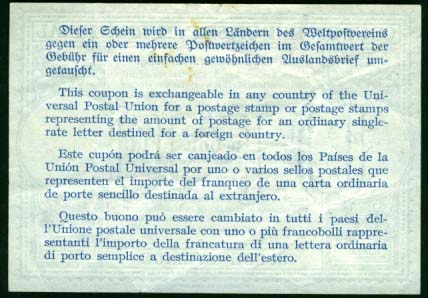 Dieser Schein wird in allen Ländern des Weltpostvereins
gegen ein oder mehrere Postwertzeichen im Gesamtwert der
Gebühr für einen einfachen gewöhnlichen Auslandsbrief um-
getauscht.
This coupon is exchangeable in any country of the Uni-
versal Postal Union for a postage stamp or postage stamps
representing the amount of postage for an ordinary single-
rate letter destined for a foreign country.
Este cupón podrá ser canjeado en todos los Países de la
Unión Postal Universal por uno o varios sellos postales que
representen el importe del franqueo de una carta ordinaria
de porte sencillo destinada al extranjero.
Questo buono può essere cambiato in tutti i paesi del-
l'Unione postale universale con uno o più francobolli rappre-
sentanti l'importo della francatura di una lettera ordinaria
di porto semplice a destinazione dell'estero.